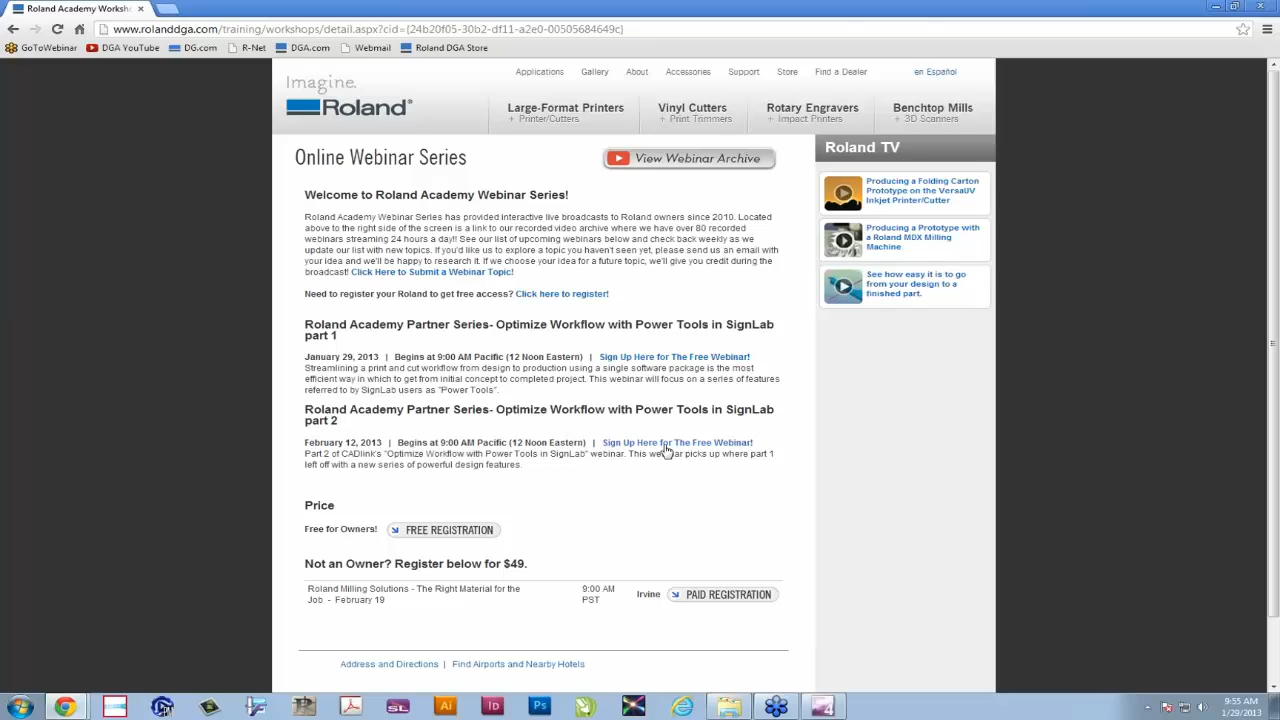 Roland Academy Worksho
www.rolanddga.com/training/workshops/detail.aspx?cid={24b20f05-30b2-df11-a2e0-00505684649c}
GoToWebinar DGA YouTube DG.com R-Net DGA.com Webmail Roland DGA Store
Applications Gallery About Accessories Support Store Find a Dealer en Español
Imagine.
Roland
Large-Format Printers Vinyl Cutters Rotary Engravers Benchtop Mills
+ Printer/Cutters + Print Trimmers + Impact Printers + 3D Scanners
Online Webinar Series
View Webinar Archive
Roland TV
Producing a Folding Carton
Prototype on the VersaUV
Inkjet Printer/Cutter
Producing a Prototype with
a Roland MDX Milling
Machine
See how easy it is to go
from your design to a
finished part.
Welcome to Roland Academy Webinar Series!
Roland Academy Webinar Series has provided interactive live broadcasts to Roland owners since 2010. Located
above to the right side of the screen is a link to our recorded video archive where we have over 80 recorded
webinars streaming 24 hours a day!! See our list of upcoming webinars below and check back weekly as we
update our list with new topics. If you'd like us to explore a topic you haven't seen yet, please send us an email with
your idea and we'll be happy to research it. If we choose your idea for a future topic, we'll give you credit during the
broadcast! Click Here to Submit a Webinar Topic!
Need to register your Roland to get free access? Click here to register!
Roland Academy Partner Series- Optimize Workflow with Power Tools in SignLab
part 1
January 29, 2013 | Begins at 9:00 AM Pacific (12 Noon Eastern) | Sign Up Here for The Free Webinar!
Streamlining a print and cut workflow from design to production using a single software package is the most
efficient way in which to get from initial concept to completed project. This webinar will focus on a series of features
referred to by SignLab users as "Power Tools".
Roland Academy Partner Series- Optimize Workflow with Power Tools in SignLab
part 2
February 12, 2013 | Begins at 9:00 AM Pacific (12 Noon Eastern) | Sign Up Here for The Free Webinar!
Part 2 of CADlink's "Optimize Workflow with Power Tools in SignLab" webinar. This webinar picks up where part 1
left off with a new series of powerful design features.
Price
Free for Owners! FREE REGISTRATION
Not an Owner? Register below for $49.
Roland Milling Solutions - The Right Material for the
Job - February 19
9:00 AM
PST
Irvine PAID REGISTRATION
Address and Directions | Find Airports and Nearby Hotels
SL Ai Id Ps 4
9:55 AM
1/29/2013